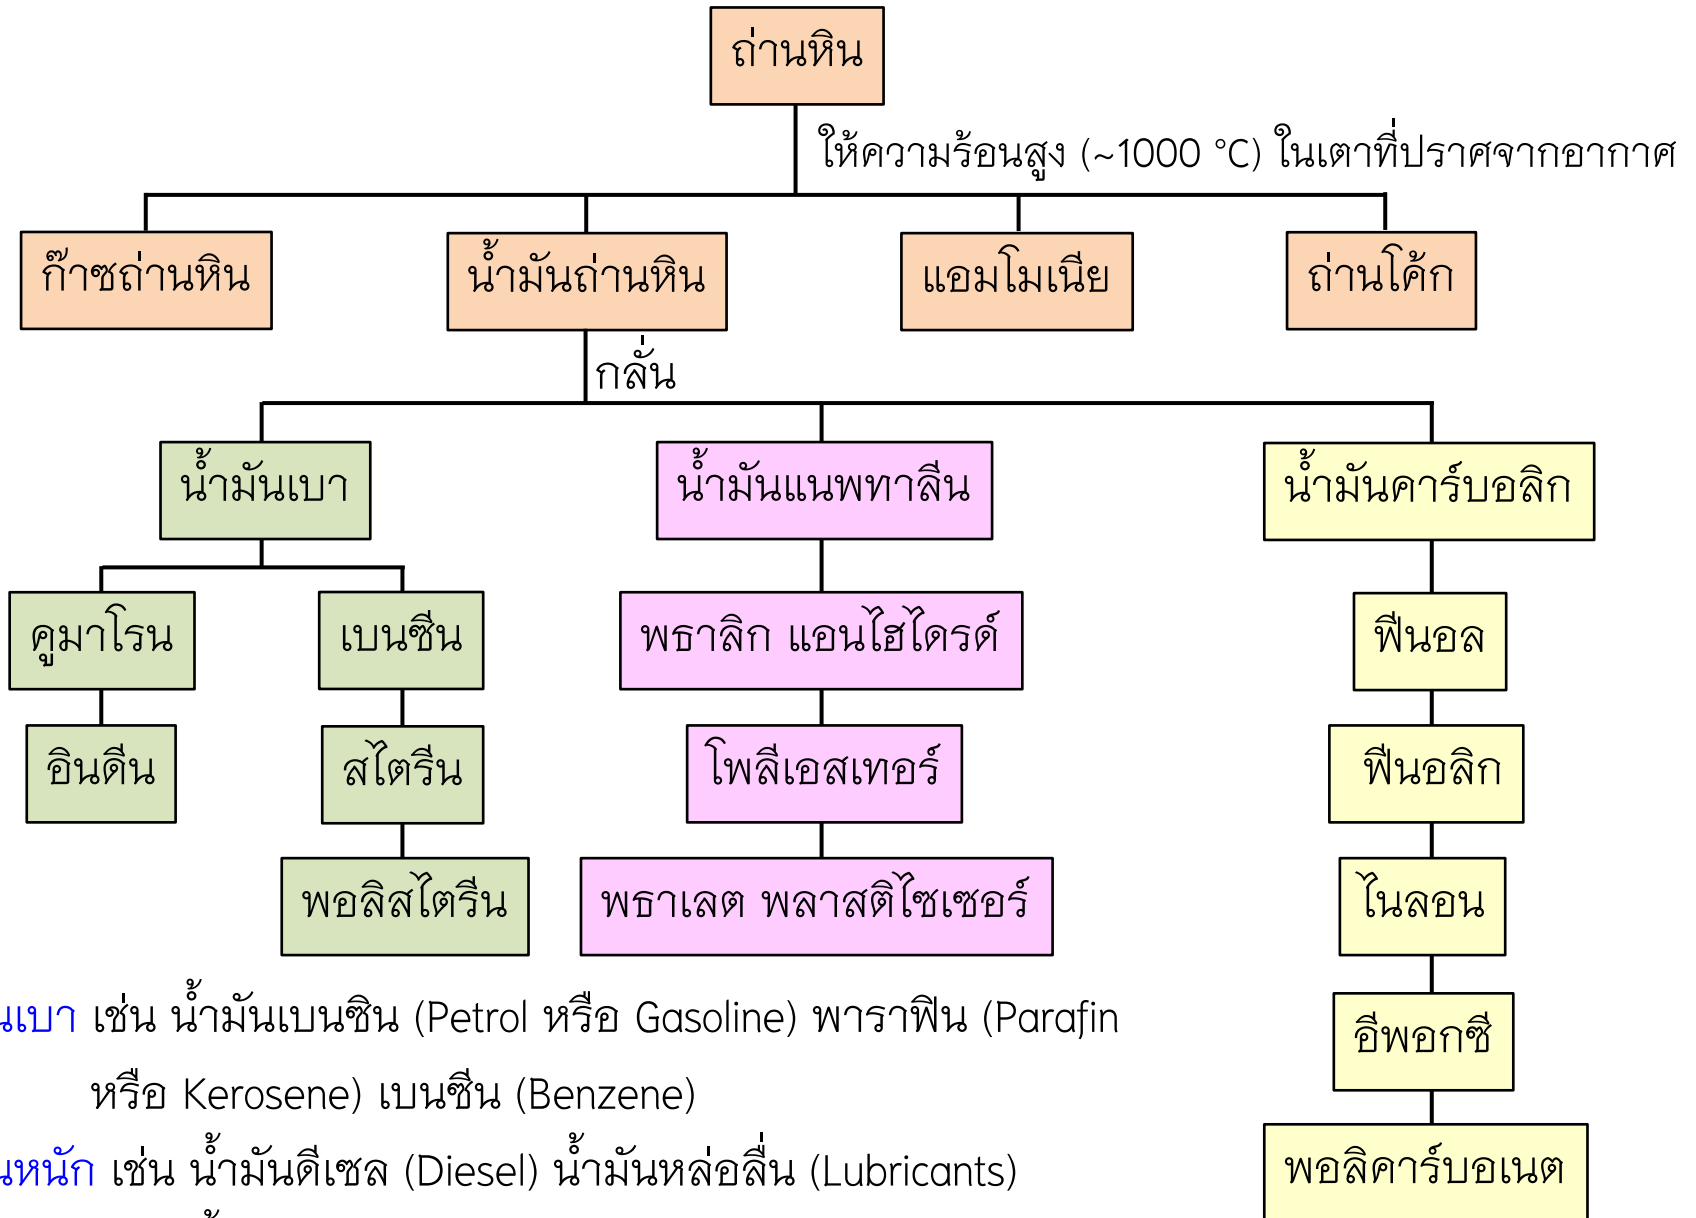 ถ่านหิน
ให้ความร้อนสูง (~1000 °C) ในเตาที่ปราศจากอากาศ
ก๊าซถ่านหิน
น้ำมันถ่านหิน
แอมโมเนีย
ถ่านโค้ก
กลั่น
น้ำมันเบา
น้ำมันแนพทาลีน
น้ำมันคาร์บอลิก
คูมาโรน
เบนซีน
พธาลิก แอนไฮไดรด์
ฟีนอล
อินดีน
สไตรีน
โพลีเอสเทอร์
ฟีนอลิก
พอลิสไตรีน
พธาเลต พลาสติไซเซอร์
ไนลอน
นเบา เช่น น้ำมันเบนซิน (Petrol หรือ Gasoline) พาราฟิน (Parafin
อีพอกซี
หรือ Kerosene) เบนซีน (Benzene)
นหนัก เช่น น้ำมันดีเซล (Diesel) น้ำมันหล่อลื่น (Lubricants)
พอลิคาร์บอเนต